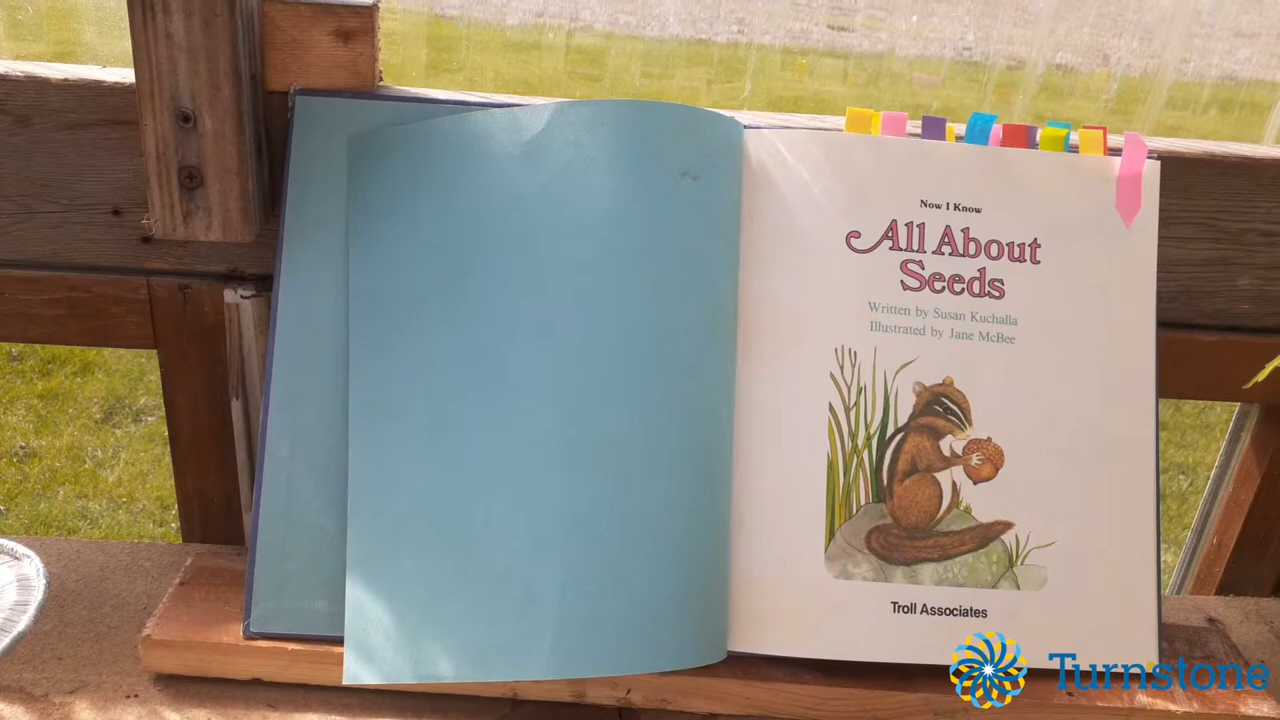 Now I Know
All About
Seeds
Written by Susan Kuchalla
Illustrated by Jane McBee
Troll Associates
Turnstone